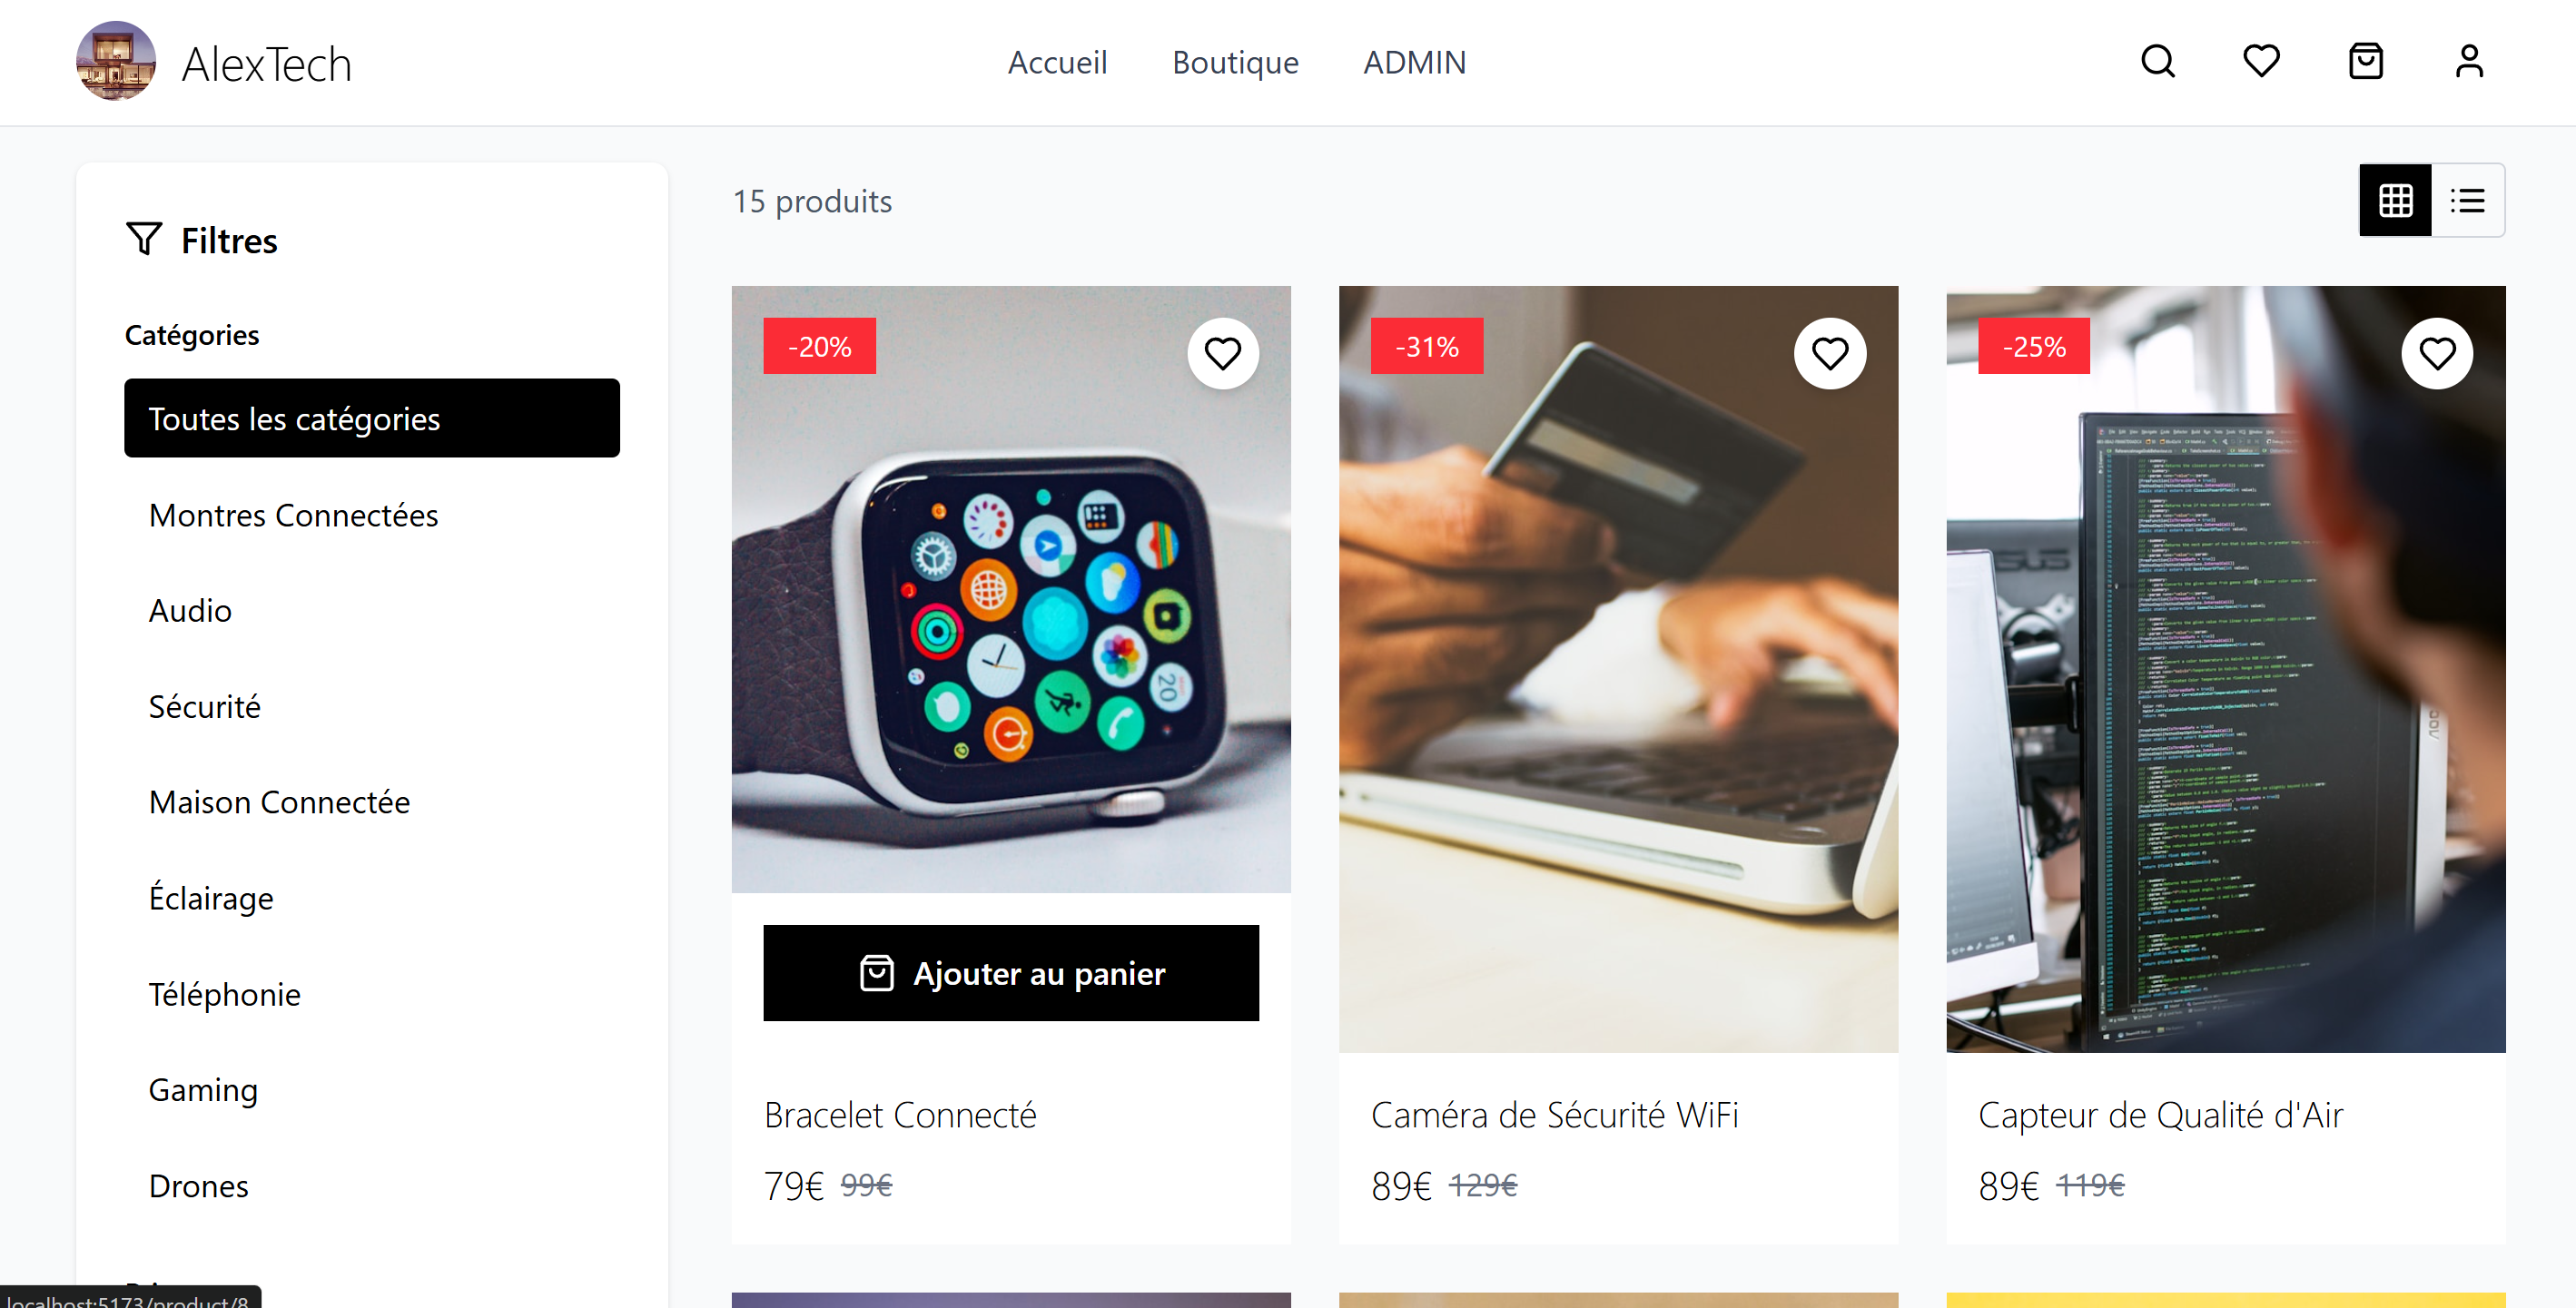 AlexTech
Accueil
Boutique
ADMIN
Filtres
Catégories
Toutes les catégories
Montres Connectées
Audio
Sécurité
Maison Connectée
Éclairage
Téléphonie
Gaming
Drones
15 produits
-20%
20
Ajouter au panier
Bracelet Connecté
79€ 99€
-31%
Caméra de Sécurité WiFi
89€ 129€
-25%
Capteur de Qualité d'Air
89€ 119€
localhost:5173/product/8